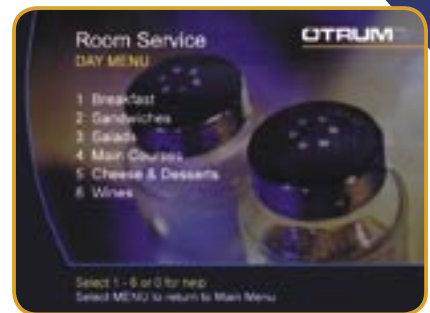 Room Service
OTRUM
DAY MENU
1 Breakfast
2 Sandwiches
3 Salads
4 Main Courses
5 Cheese & Desserts
6 Wines
Select 1 - 6 or 0 for help
Select MENU to return to Main Menu